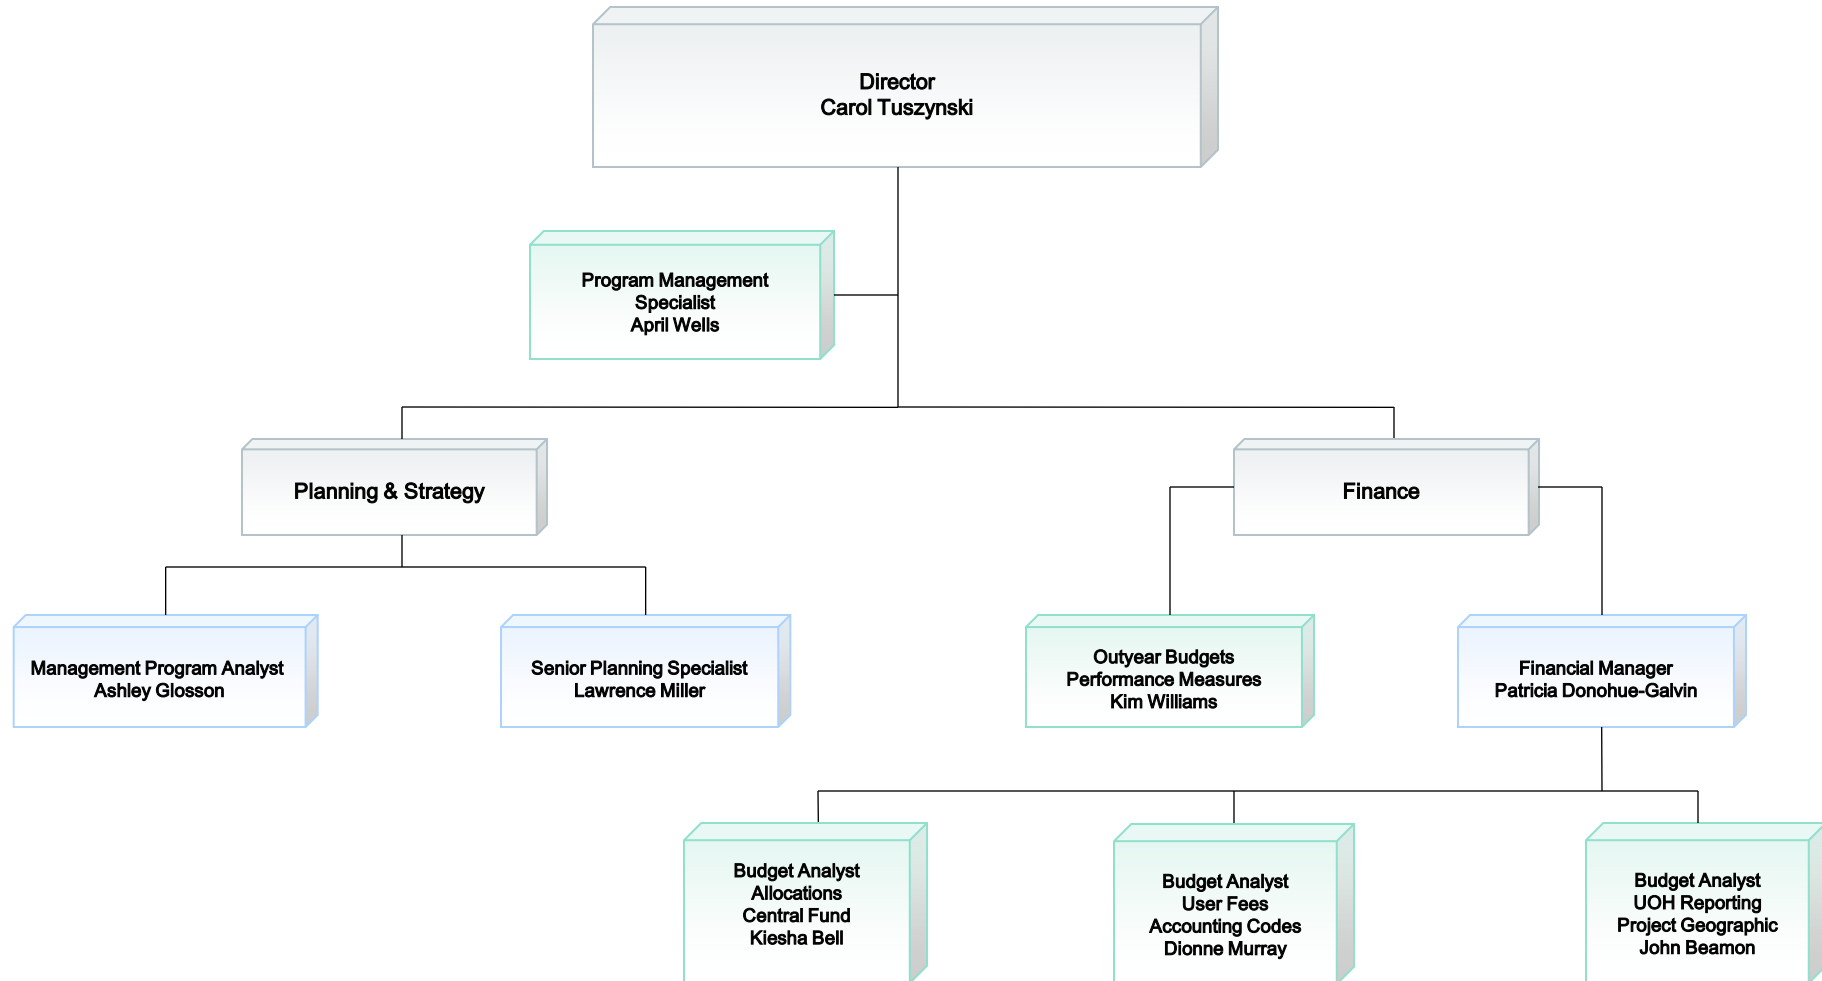 Director
Carol Tuszynski
Program Management
Specialist
April Wells
Planning & Strategy
Finance
Management Program Analyst
Ashley Glosson
Senior Planning Specialist
Lawrence Miller
Outyear Budgets
Performance Measures
Kim Williams
Financial Manager
Patricia Donohue-Galvin
Budget Analyst
Allocations
Central Fund
Kiesha Bell
Budget Analyst
User Fees
Accounting Codes
Dionne Murray
Budget Analyst
UOH Reporting
Project Geographic
John Beamon